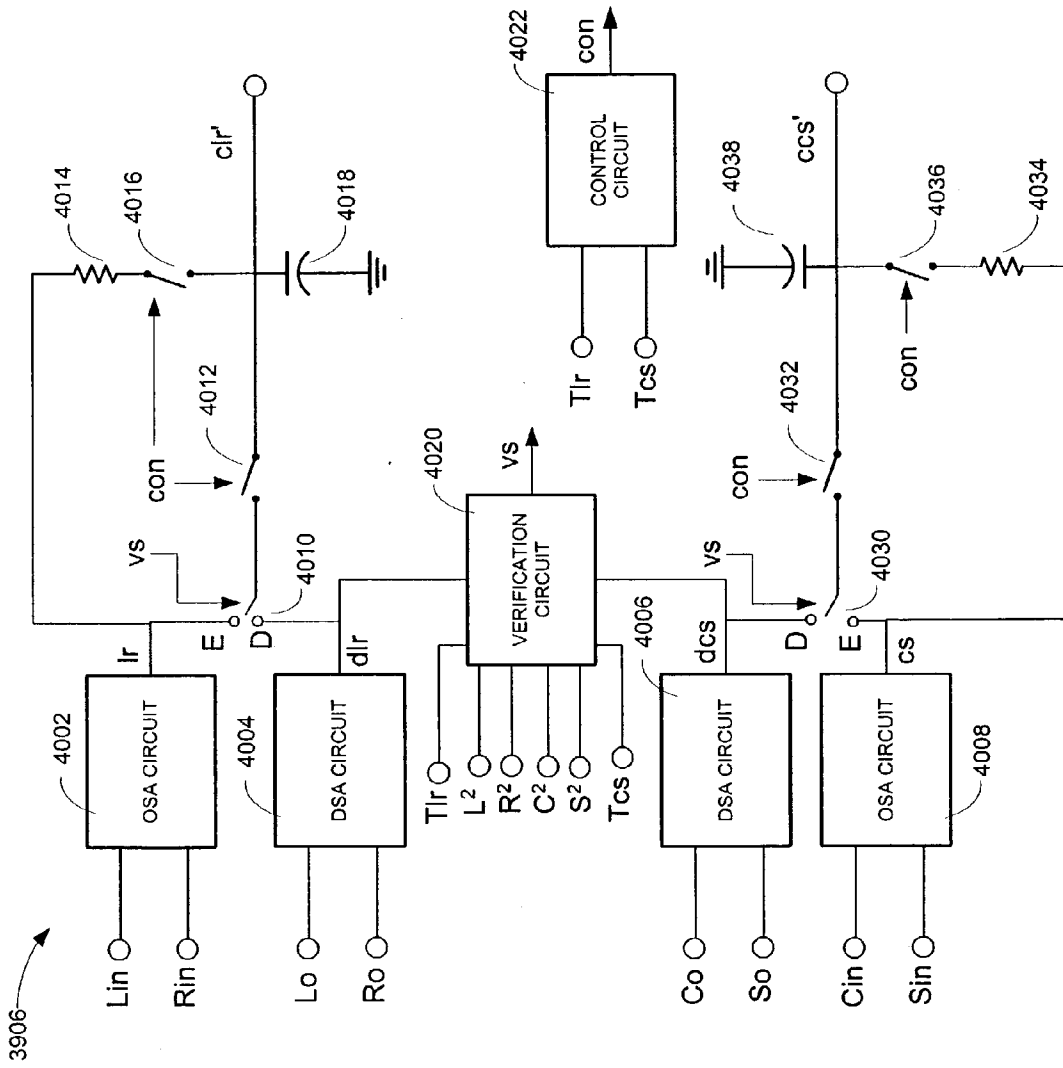 3906
Lin
Rin
4002
OSA CIRCUIT
lr
E
D
vs
4010
con
4012
4014
4016
4018
clr'
Lo
Ro
4004
DSA CIRCUIT
dlr
Tlr
L²
R²
C²
S²
Tcs
4020
VERIFICATION
CIRCUIT
vs
Tlr
Tcs
4022
CONTROL
CIRCUIT
con
Co
So
4006
DSA CIRCUIT
dcs
D
E
vs
4030
con
4032
4038
ccs'
4036
con
4034
Cin
Sin
4008
OSA CIRCUIT
cs